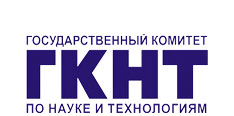 ГОСУДАРСТВЕННЫЙ КОМИТЕТ
ГКНТ
ПО НАУКЕ И ТЕХНОЛОГИЯМ